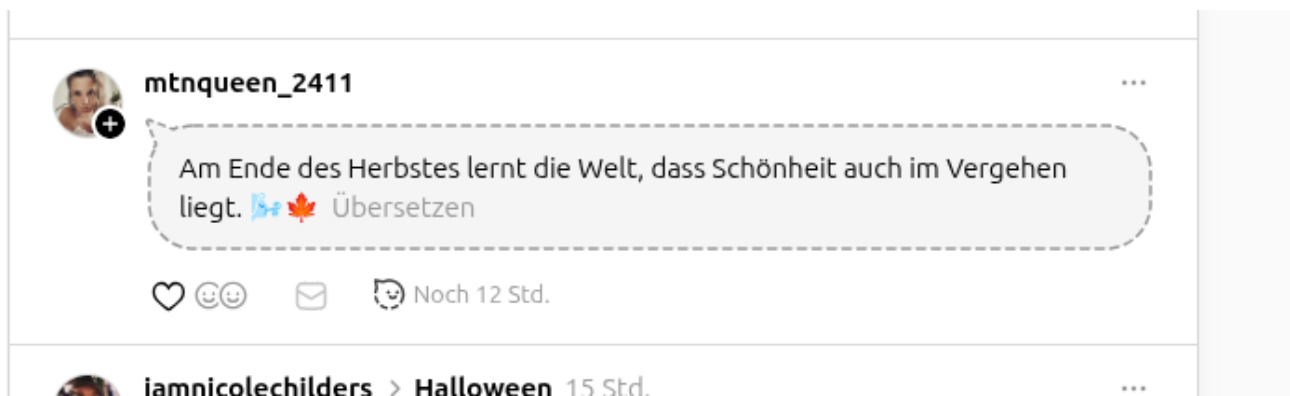 mtnqueen_2411
Am Ende des Herbstes lernt die Welt, dass Schönheit auch im Vergehen
liegt. 🌬️🍁 Übersetzen
Noch 12 Std.
iamnicolechilders > Halloween 15 Std.